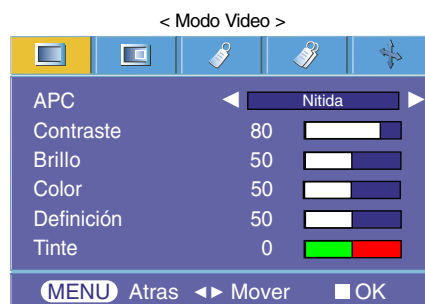 < Modo Video >
APC Nitida
Contraste 80
Brillo 50
Color 50
Definición 50
Tinte 0
MENU Atras ◄► Mover ■ OK